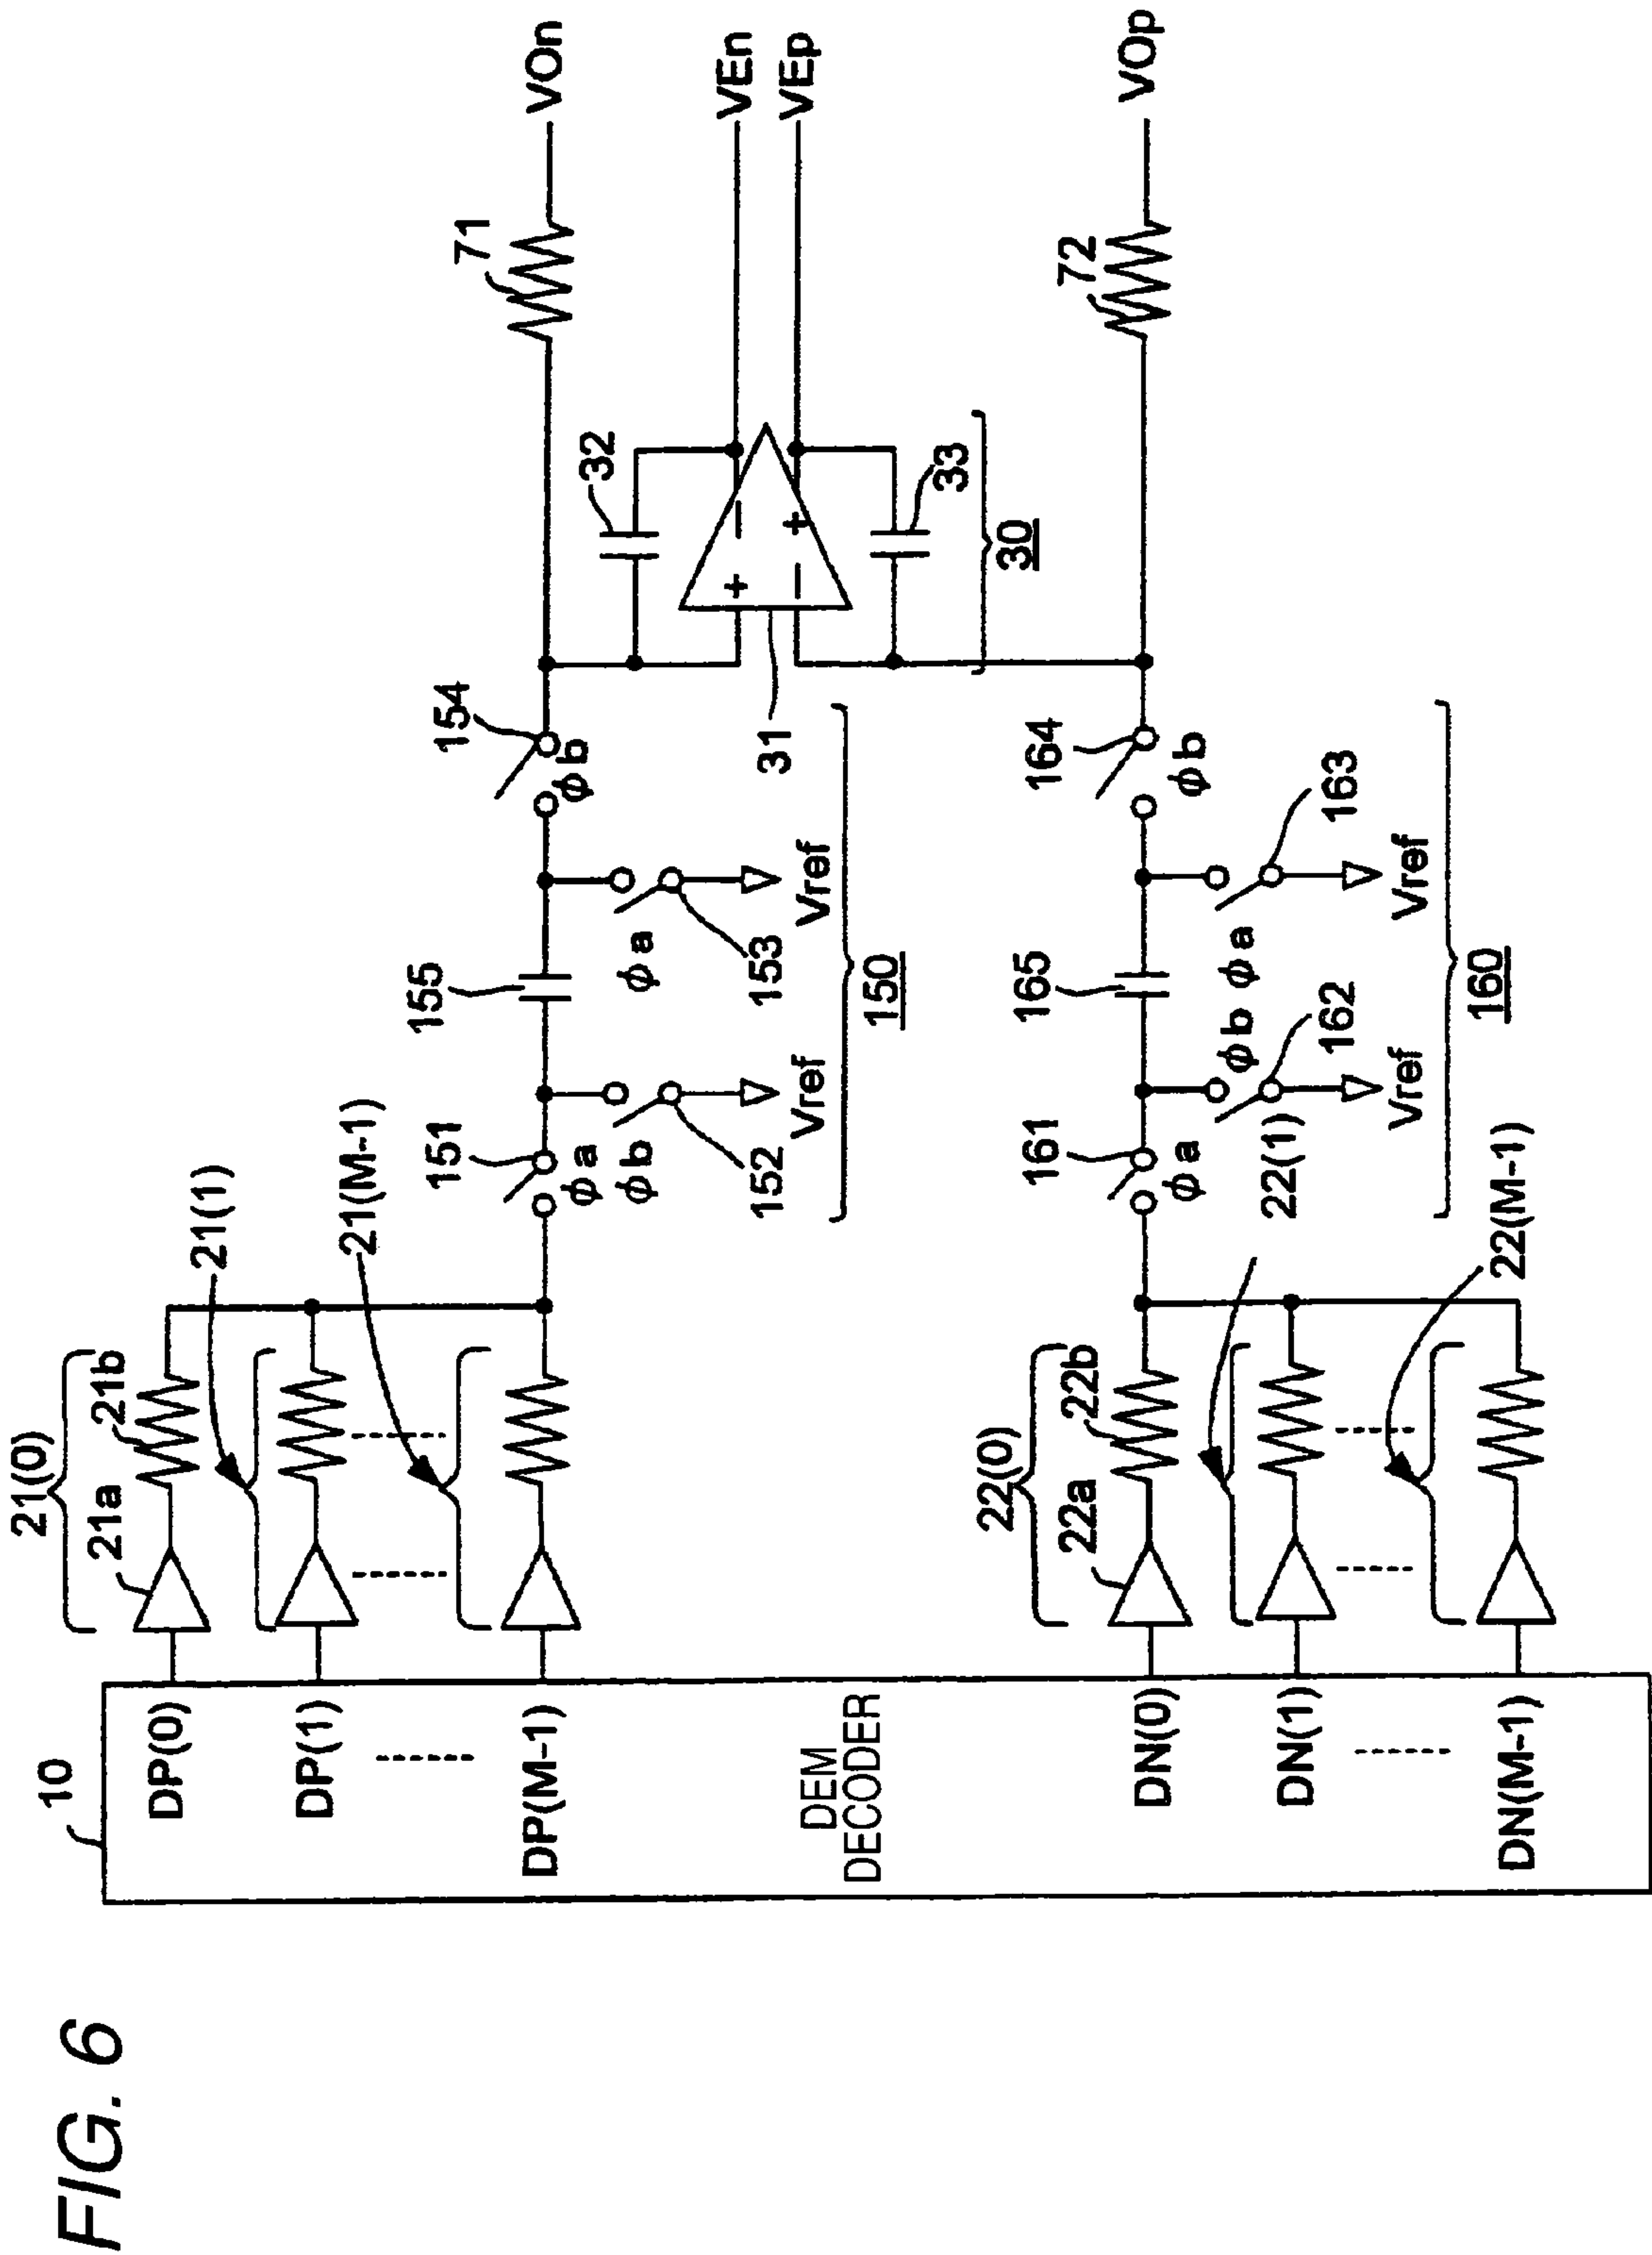 FIG. 6
10
DP(0)
DP(1)
DP(M-1)
DEM
DECODER
DN(0)
DN(1)
DN(M-1)
21(0)
21a
21b
21(1)
21(M-1)
22(0)
22a
22b
22(1)
22(M-1)
151
φa
φb
152
Vref
155
φa
153
Vref
154
φb
150
161
φa
φb
162
Vref
165
φa
163
Vref
164
φb
160
31
+
−
−
+
32
33
30
71
72
VOn
VEn
VEp
VOp